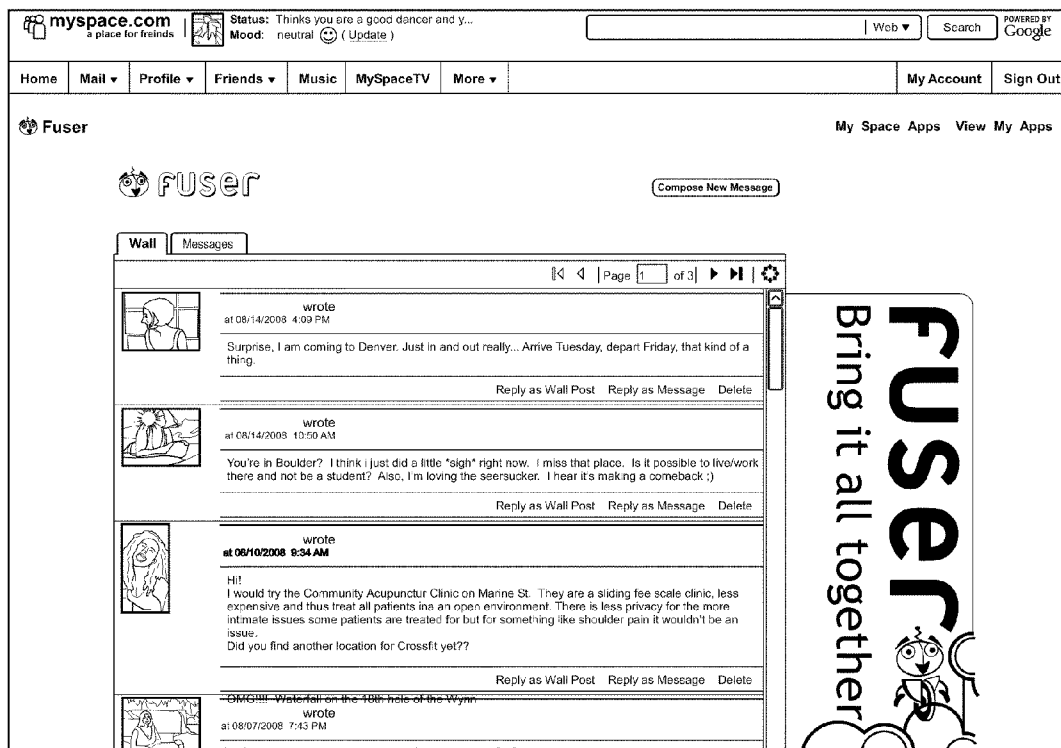 myspace.com
a place for freinds
Status: Thinks you are a good dancer and y...
Mood: neutral ( Update )
Web ▼
Search
POWERED BY
Google
Home Mail ▼ Profile ▼ Friends ▼ Music MySpaceTV More ▼ My Account Sign Out
Fuser
My Space Apps View My Apps
Fuser
Compose New Message
Wall Messages
Page 1 of 3
wrote
at 08/14/2008 4:09 PM
Surprise, I am coming to Denver. Just in and out really... Arrive Tuesday, depart Friday, that kind of a
thing.
Reply as Wall Post Reply as Message Delete
wrote
at 08/14/2008 10:50 AM
You're in Boulder? I think i just did a little *sigh* right now. I miss that place. Is it possible to live/work
there and not be a student? Also, I'm loving the seersucker. I hear it's making a comeback ;)
Reply as Wall Post Reply as Message Delete
wrote
at 08/10/2008 9:34 AM
Hi!
I would try the Community Acupunctur Clinic on Marine St. They are a sliding fee scale clinic, less
expensive and thus treat all patients ina an open environment. There is less privacy for the more
intimate issues some patients are treated for but for something like shoulder pain it wouldn't be an
issue.
Did you find another location for Crossfit yet??
Reply as Wall Post Reply as Message Delete
OMG!!!! Waterfall on the 18th hole of the Wynn
wrote
at 08/07/2008 7:43 PM
Fuser
Bring it all together